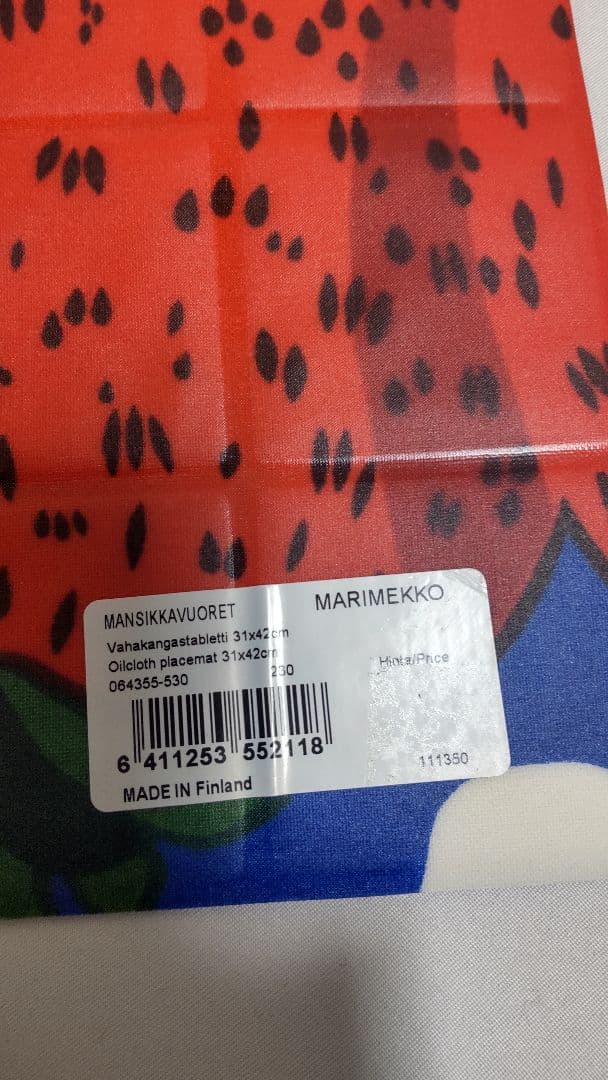 MANSIKKAVUORET MARIMEKKO
Vahakangastabletti 31x42cm
Oilcloth placemat 31x42cm Hinta/Price
064355-530 230
6 411253 552118
MADE IN Finland 111350